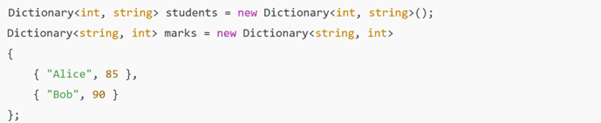 Dictionary<int, string> students = new Dictionary<int, string>();
Dictionary<string, int> marks = new Dictionary<string, int>
{
    { "Alice", 85 },
    { "Bob", 90 }
};